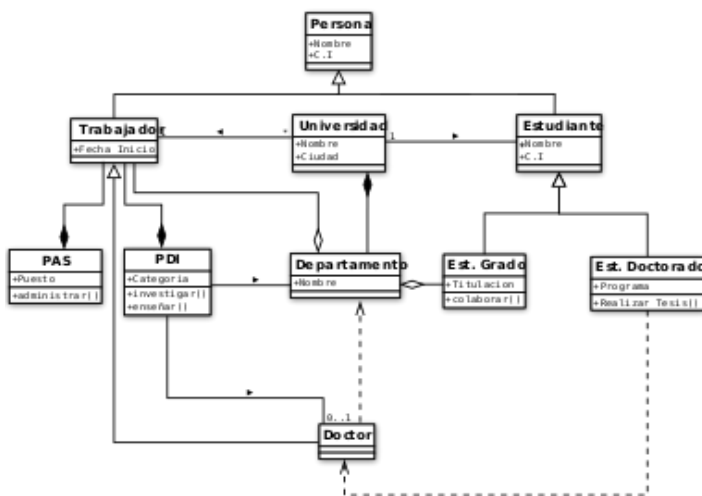 Persona
+Nombre
+C.I
Trabajador
+Fecha Inicio
*
Universidad
+Nombre
+Ciudad
1
Estudiante
+Nombre
+C.I
PAS
+Puesto
+administrar()
PDI
+Categoria
+investigar()
+enseñar()
Departamento
+Nombre
Est. Grado
+Titulacion
+colaborar()
Est. Doctorado
+Programa
+Realizar Tesis()
0..1
Doctor